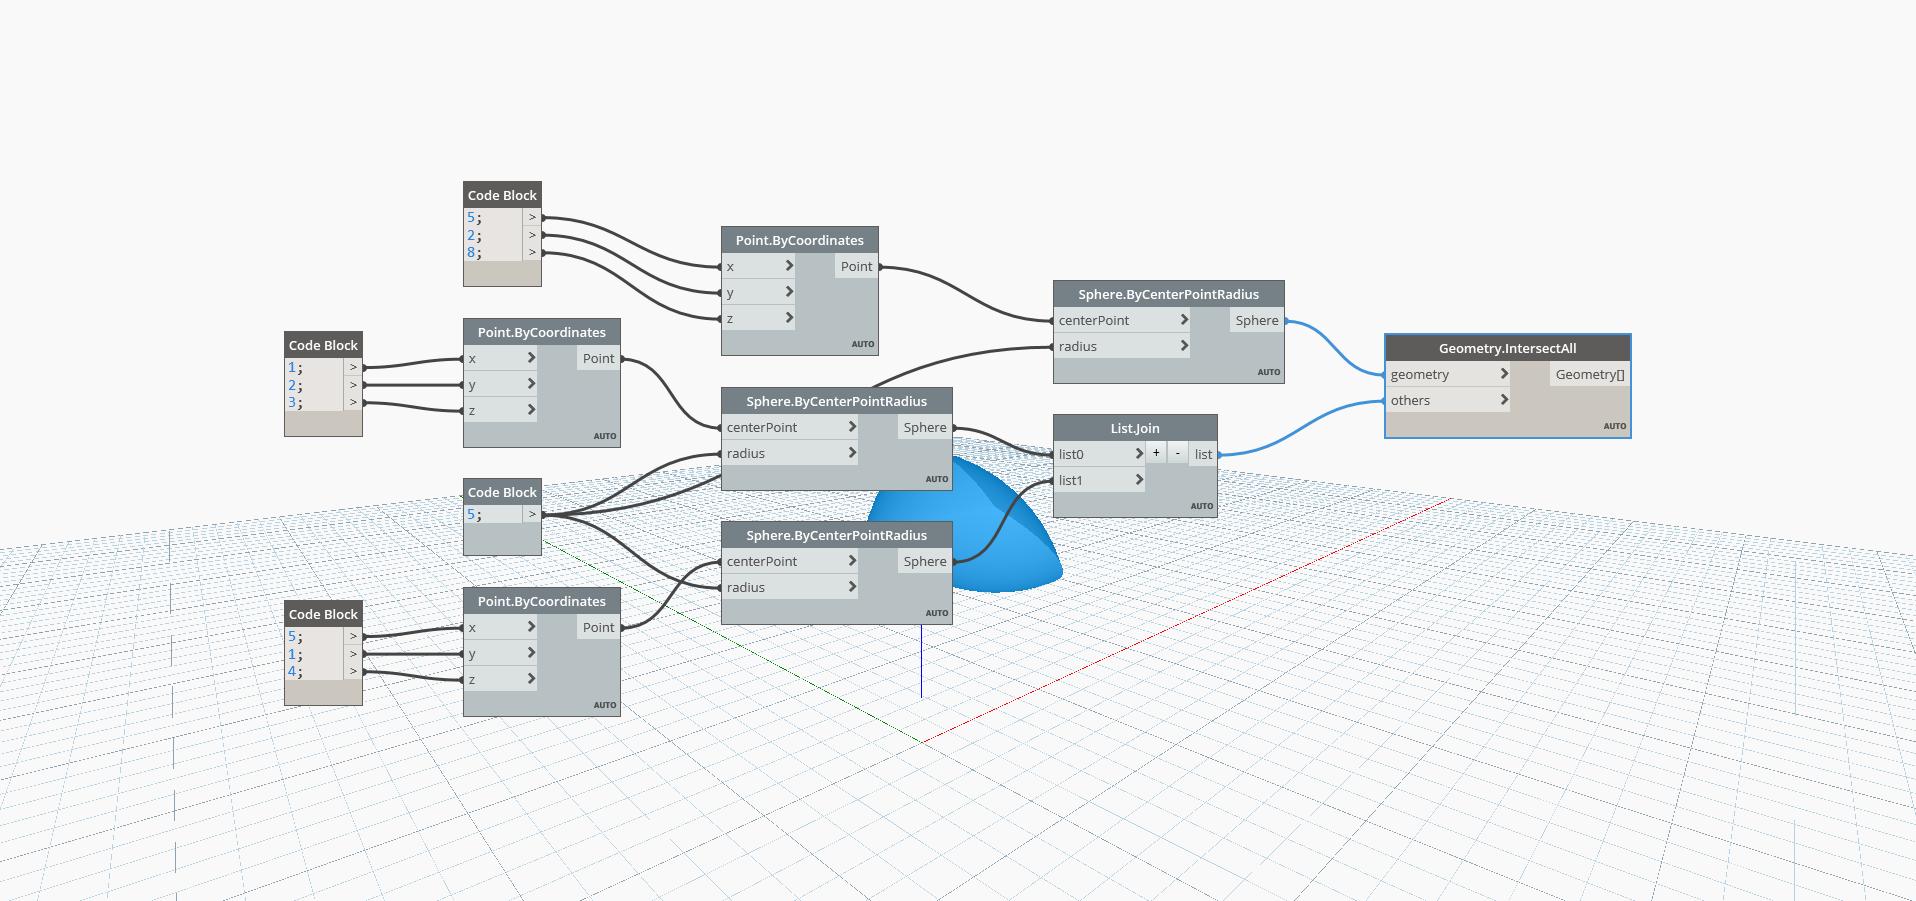 Code Block
5; >
2; >
8; >
Point.ByCoordinates
x > Point
y >
z >
AUTO
Sphere.ByCenterPointRadius
centerPoint > Sphere
radius >
AUTO
Geometry.IntersectAll
geometry > Geometry[]
others >
AUTO
Code Block
1; >
2; >
3; >
Point.ByCoordinates
x > Point
y >
z >
AUTO
Sphere.ByCenterPointRadius
centerPoint > Sphere
radius >
AUTO
List.Join
list0 > + - list
list1 >
AUTO
Code Block
5; >
Sphere.ByCenterPointRadius
centerPoint > Sphere
radius >
AUTO
Code Block
5; >
1; >
4; >
Point.ByCoordinates
x > Point
y >
z >
AUTO